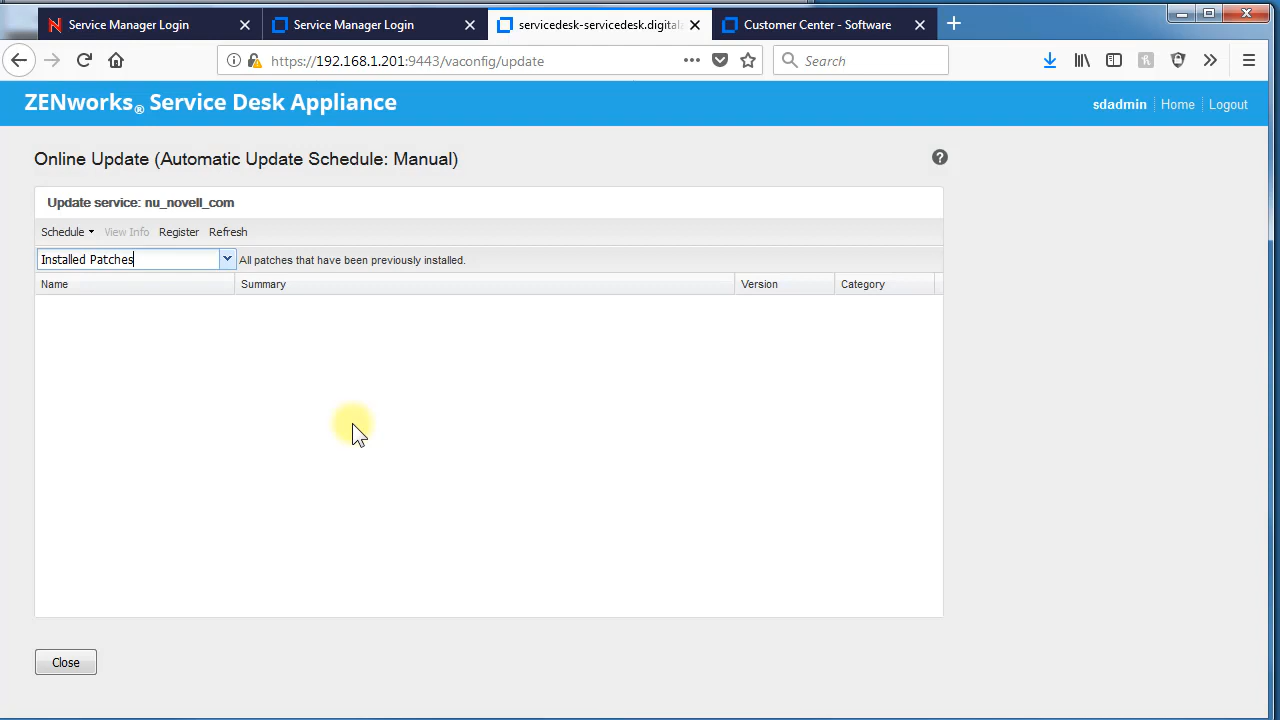 Service Manager Login
Service Manager Login
servicedesk-servicedesk.digitala
Customer Center - Software
https://192.168.1.201:9443/vaconfig/update
Search
ZENworks® Service Desk Appliance
sdadmin
Home
Logout
Online Update (Automatic Update Schedule: Manual)
Update service: nu_novell_com
Schedule
View Info
Register
Refresh
Installed Patches
All patches that have been previously installed.
Name
Summary
Version
Category
Close